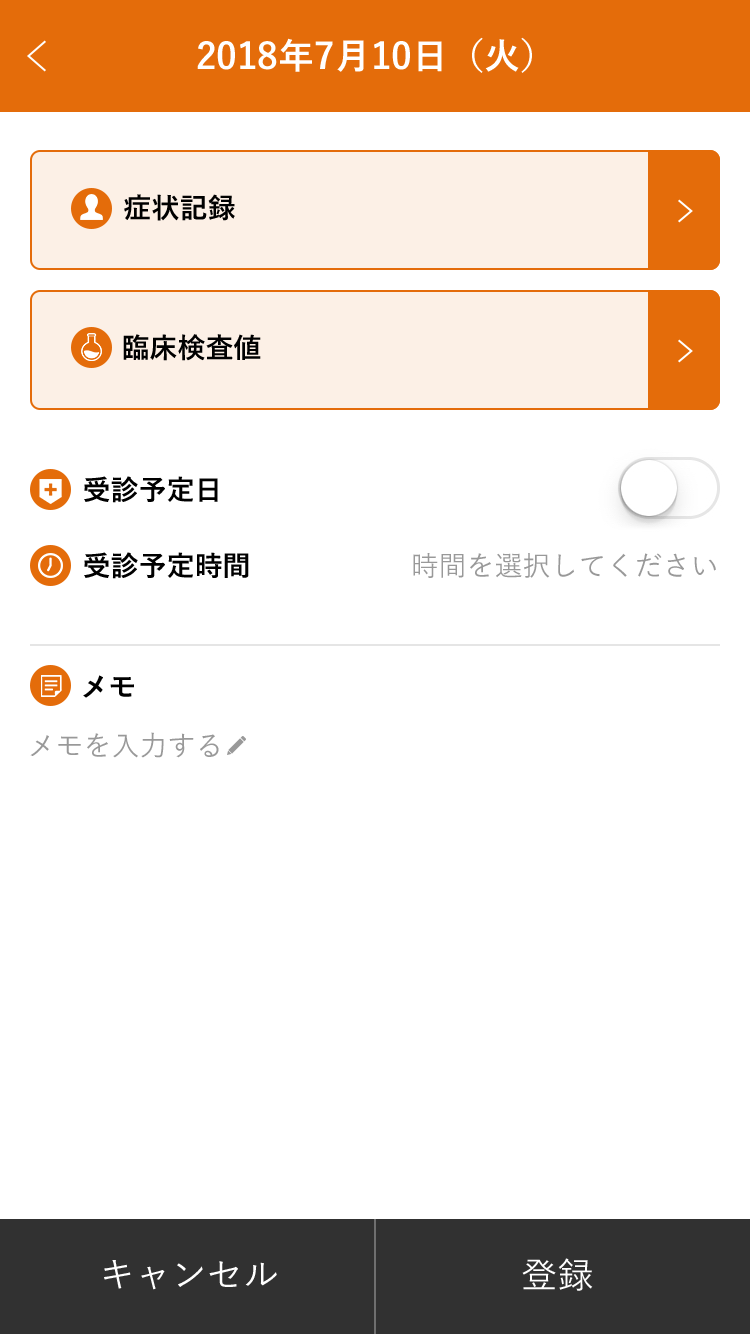 2018年7月10日（火）
症状記録
臨床検査値
受診予定日
受診予定時間 時間を選択してください
メモ
メモを入力する
キャンセル 登録